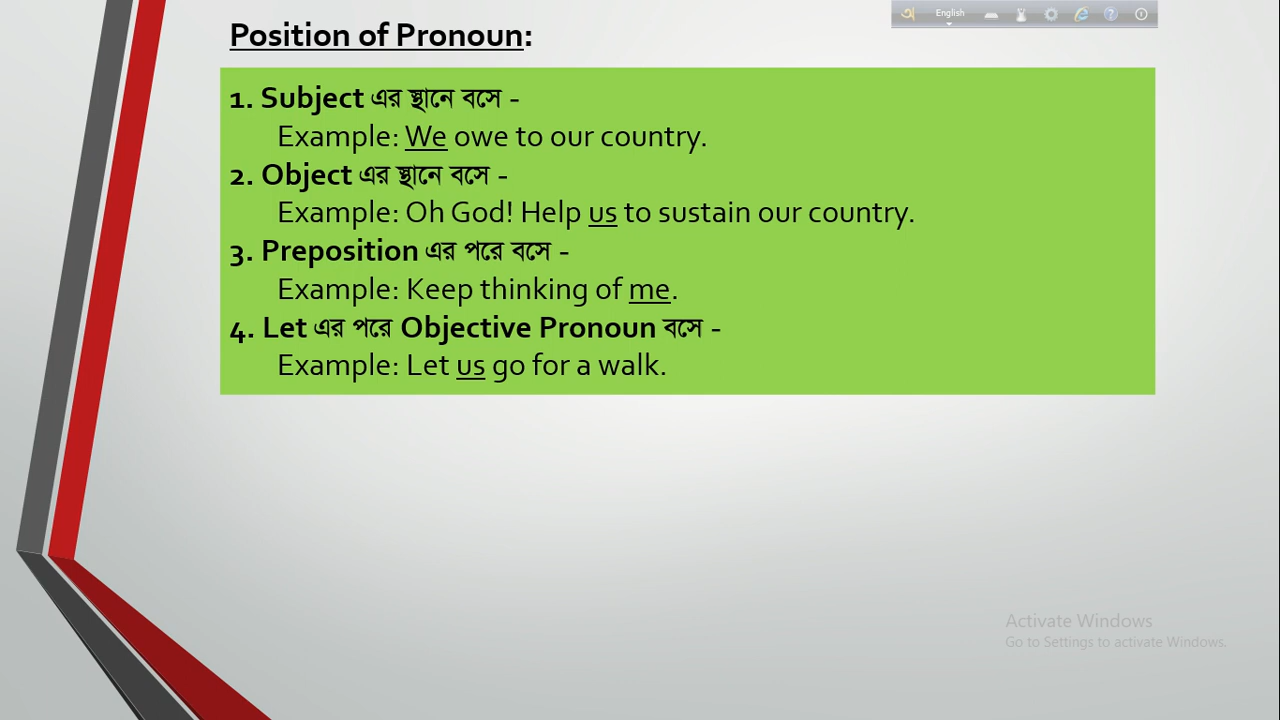 অ English
Position of Pronoun:
1. Subject এর স্থানে বসে -
Example: We owe to our country.
2. Object এর স্থানে বসে -
Example: Oh God! Help us to sustain our country.
3. Preposition এর পরে বসে -
Example: Keep thinking of me.
4. Let এর পরে Objective Pronoun বসে -
Example: Let us go for a walk.
Activate Windows
Go to Settings to activate Windows.